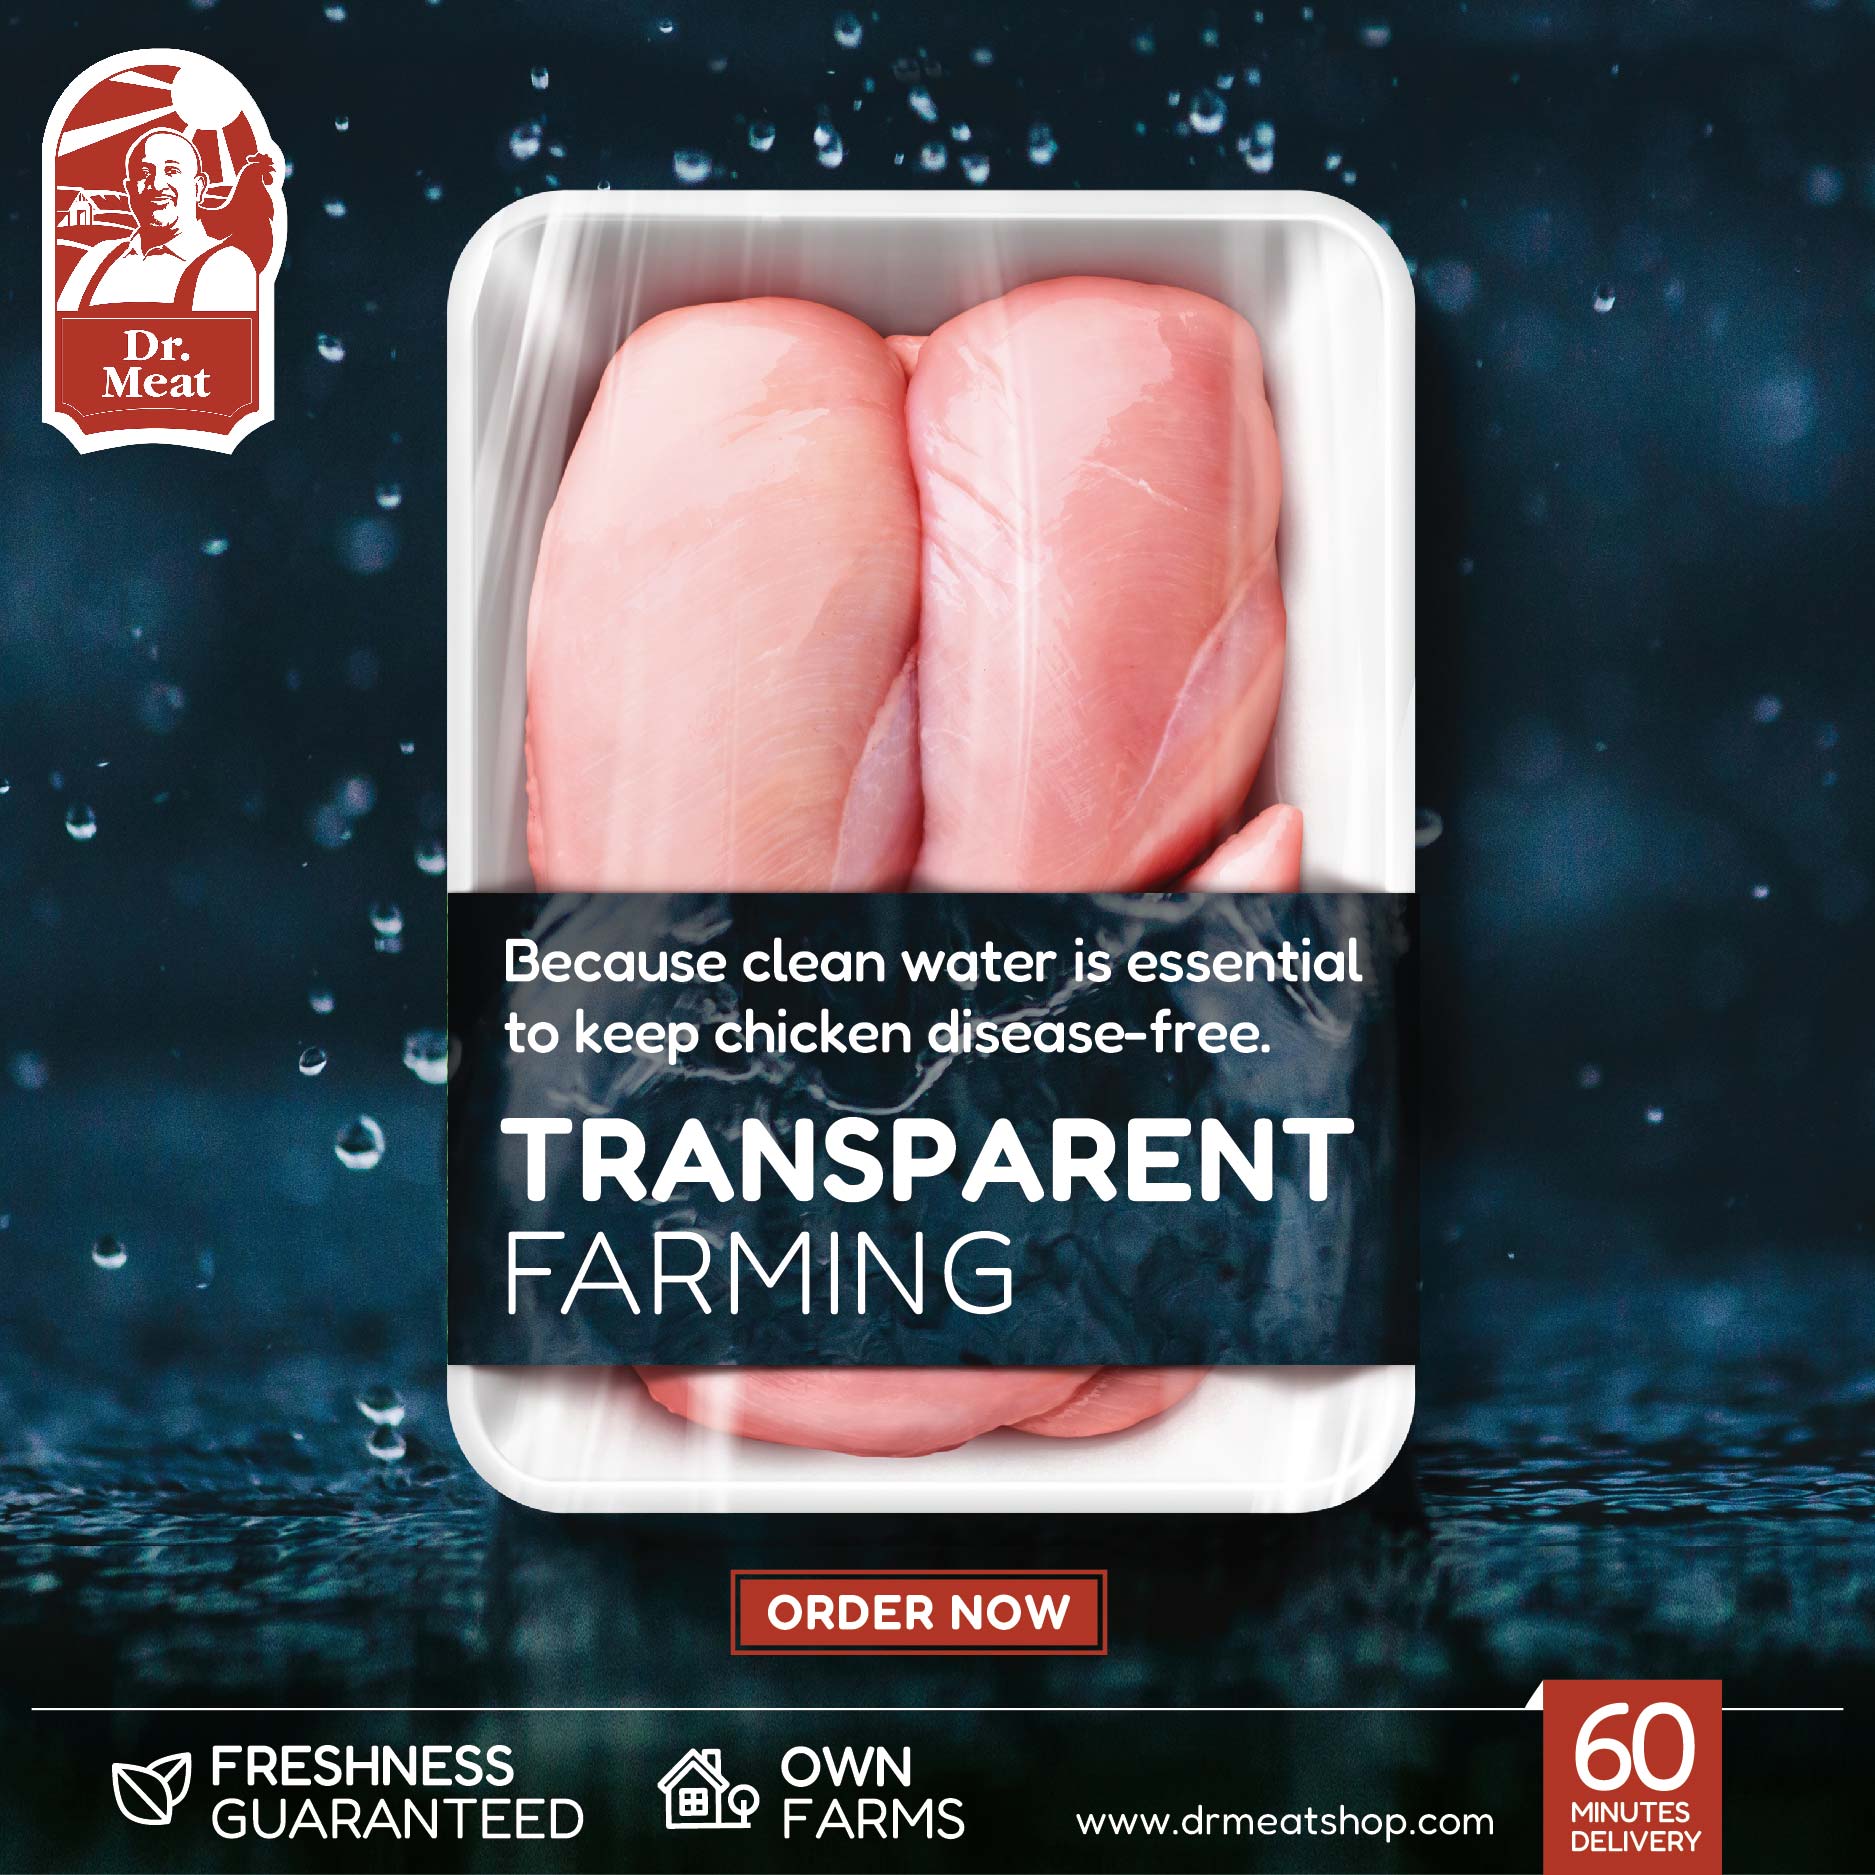 Dr.
Meat
Because clean water is essential
to keep chicken disease-free.
TRANSPARENT
FARMING
ORDER NOW
FRESHNESS
GUARANTEED
OWN
FARMS
www.drmeatshop.com
60
MINUTES
DELIVERY